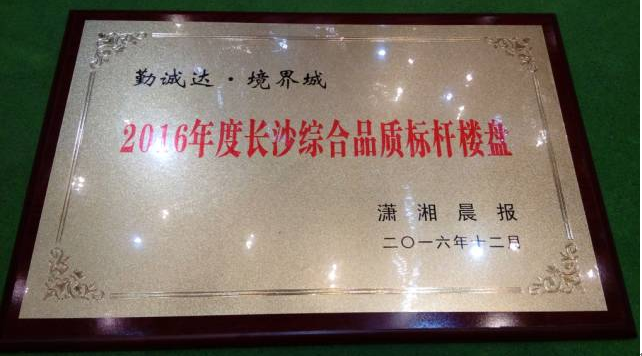 勤诚达·境界城
2016年度长沙综合品质标杆楼盘
潇湘晨报
二〇一六年十二月